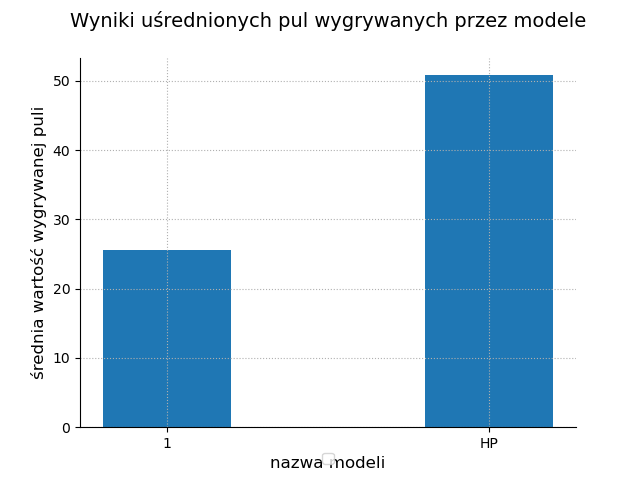 Wyniki uśrednionych pul wygrywanych przez modele
średnia wartość wygrywanej puli
50
40
30
20
10
0
1
HP
nazwa modeli